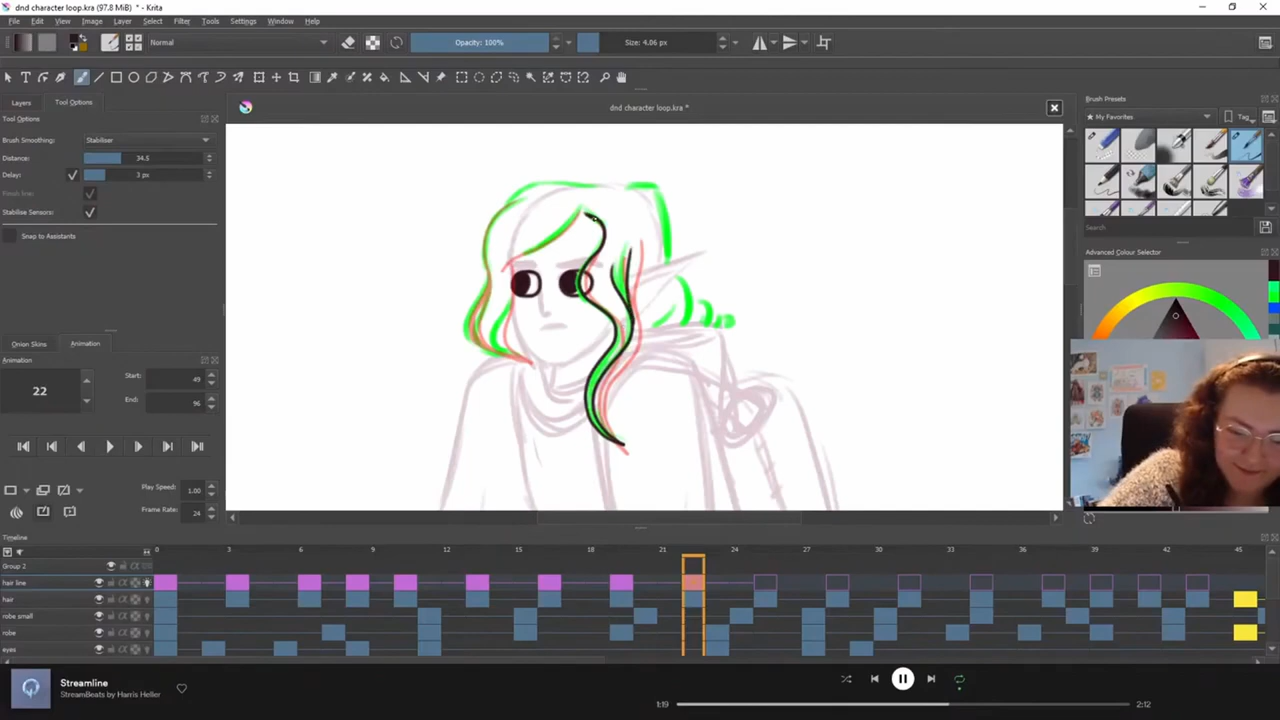 dnd character loop.kra (97.8 MiB) * - Krita
File Edit View Image Layer Select Filter Tools Settings Window Help
Normal Opacity: 100% Size: 4.06 px
Layers Tool Options dnd character loop.kra * Brush Presets
Tool Options
My Favorites Tag
Brush Smoothing: Stabiliser
Distance: 34.5
Delay: 3 px
Finish line:
Stabilise Sensors:
Snap to Assistants
Search
Advanced Colour Selector
Onion Skins Animation
Animation
22 Start: 49
End: 96
Play Speed: 1.00
Frame Rate: 24
Timeline
0 3 6 9 12 15 18 21 24 27 30 33 36 39 42 45
Group 2
hair line
hair
robe small
robe
eyes
Streamline
StreamBeats by Harris Heller
1:19 2:12